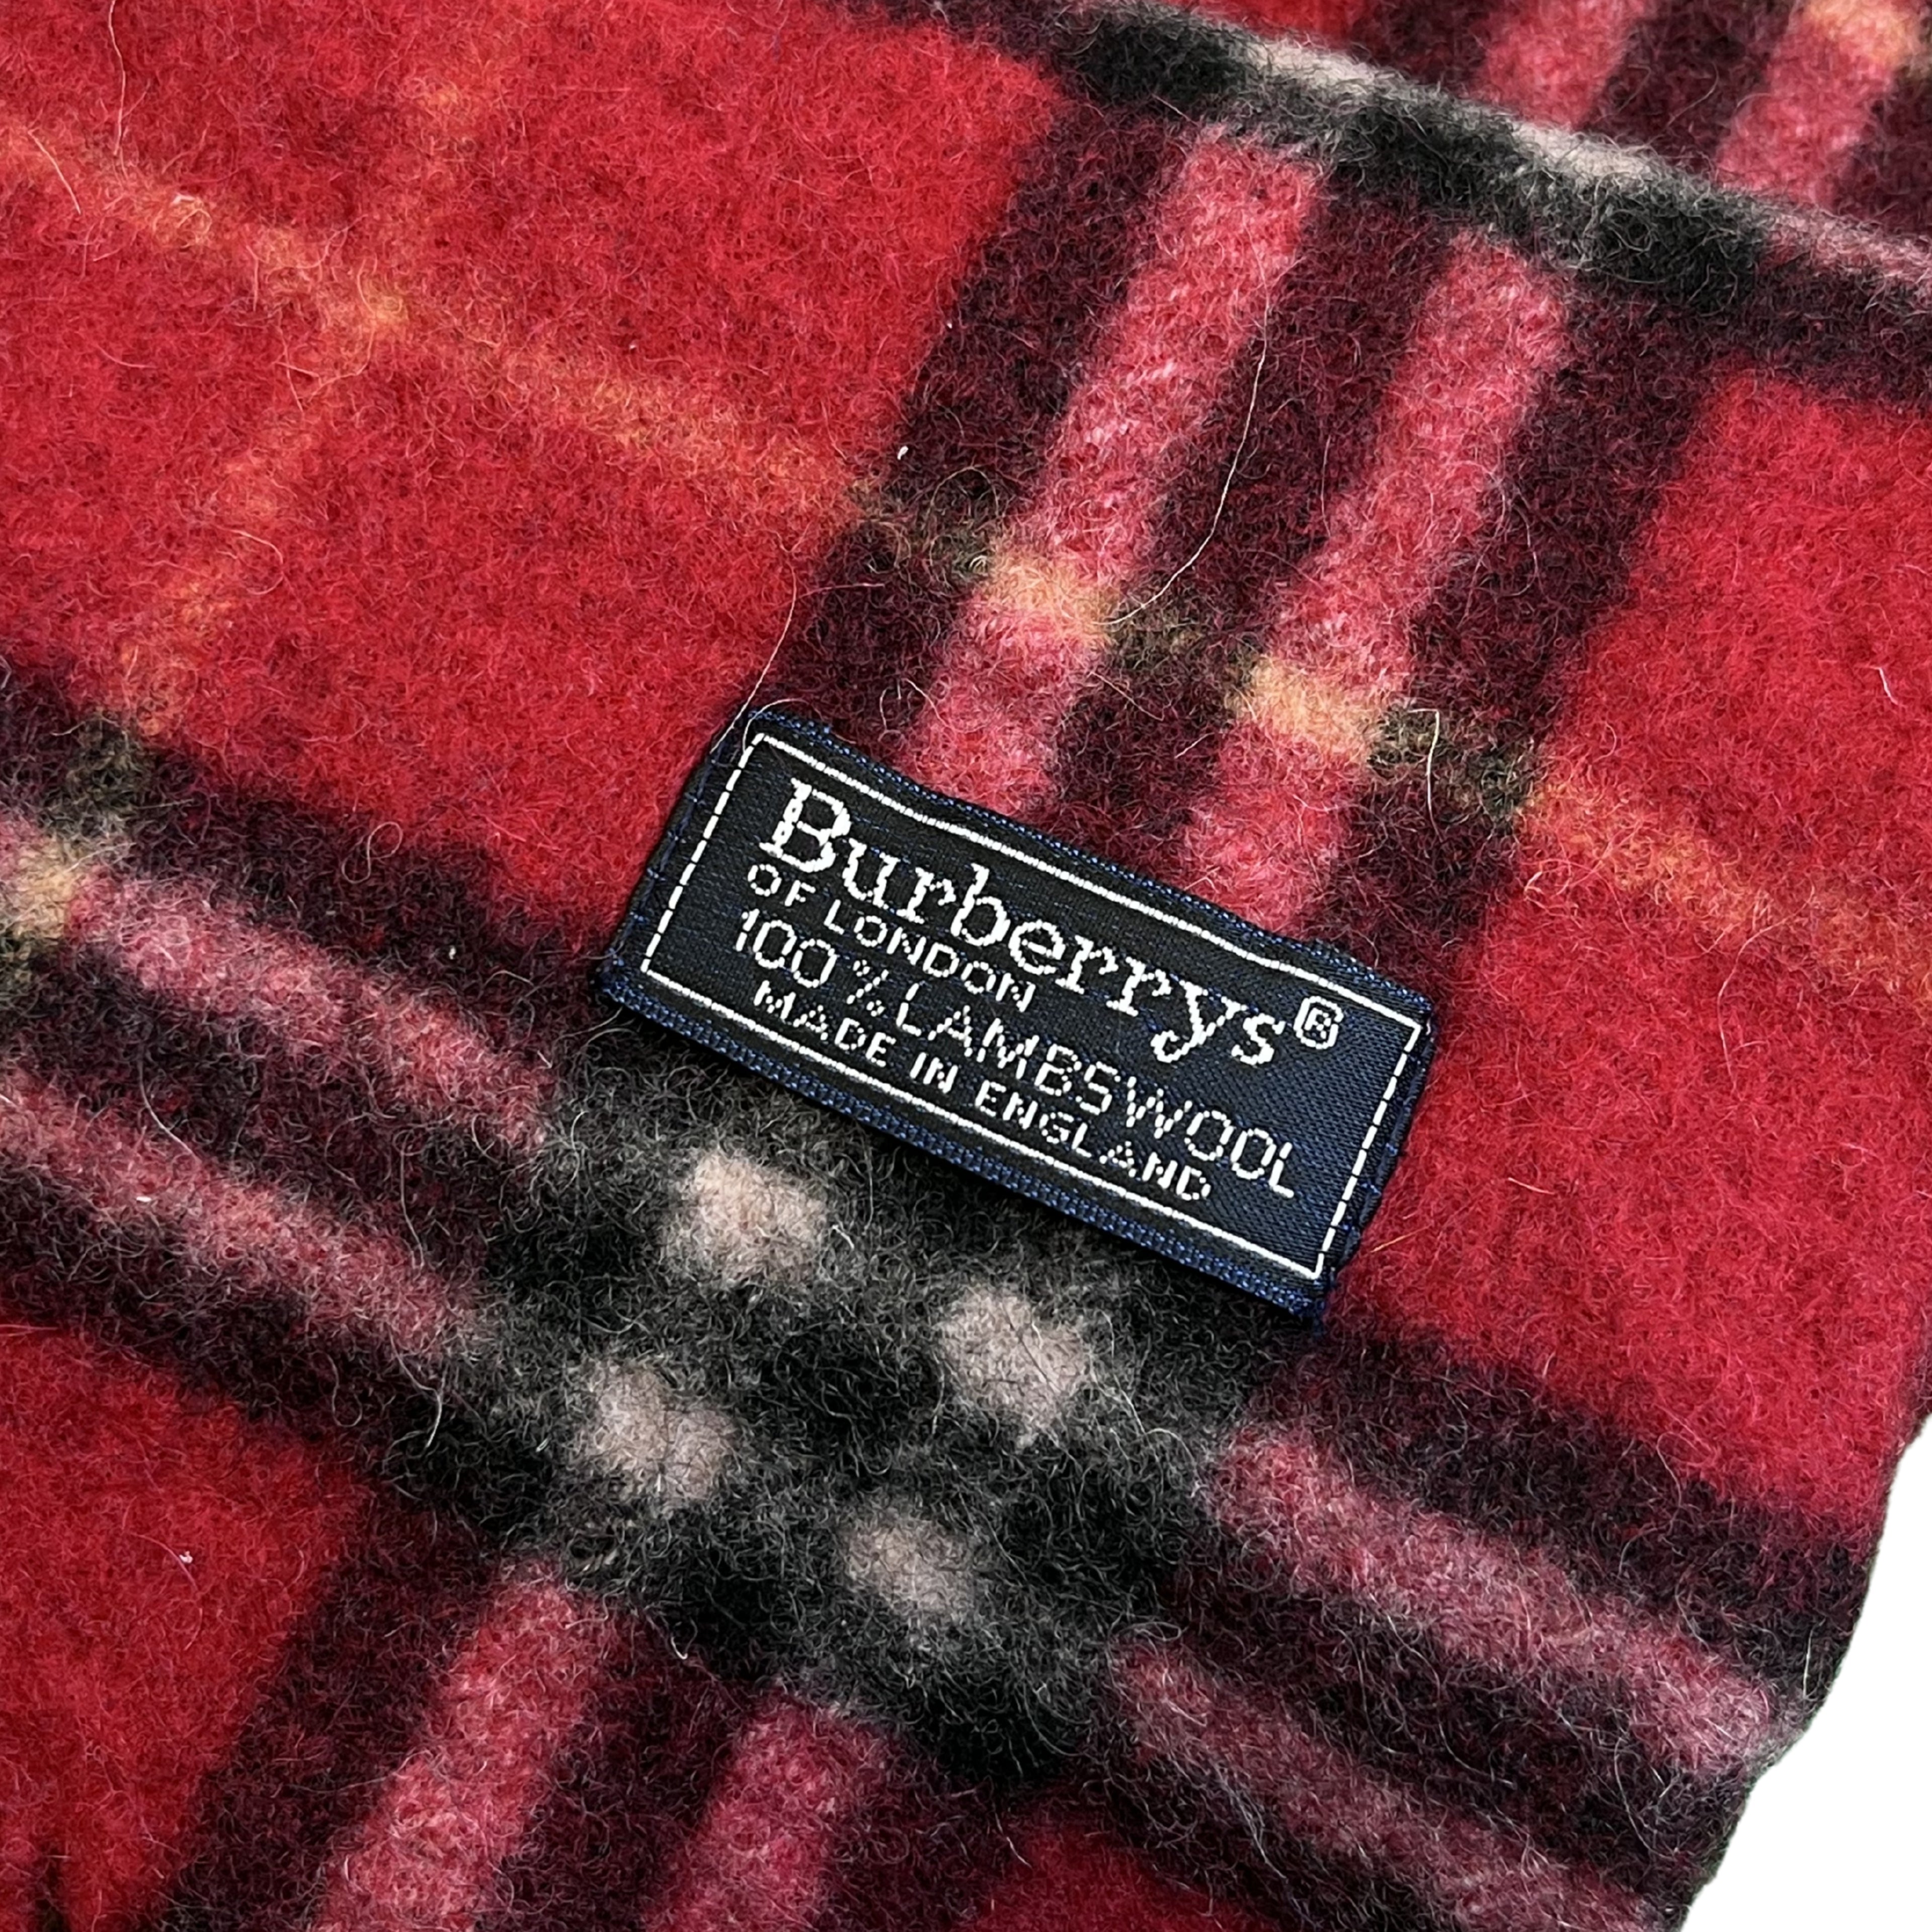 Burberrys®
OF LONDON
100% LAMBSWOOL
MADE IN ENGLAND